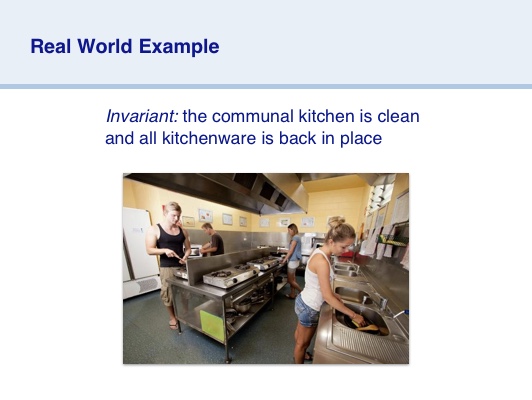 Real World Example
Invariant: the communal kitchen is clean
and all kitchenware is back in place